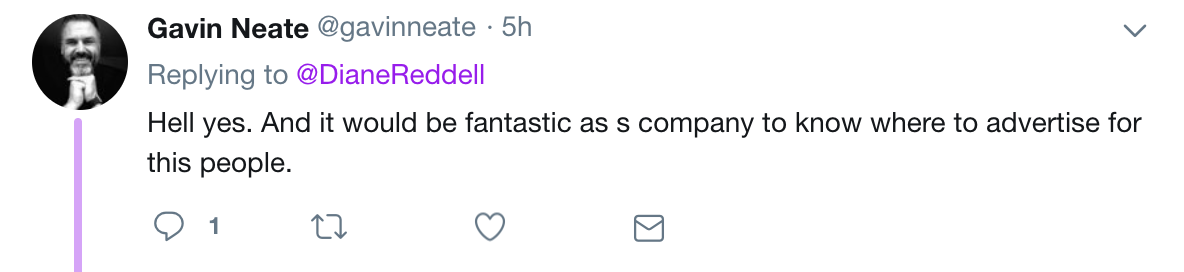 Gavin Neate @gavinneate · 5h
Replying to @DianeReddell
Hell yes. And it would be fantastic as s company to know where to advertise for
this people.
1